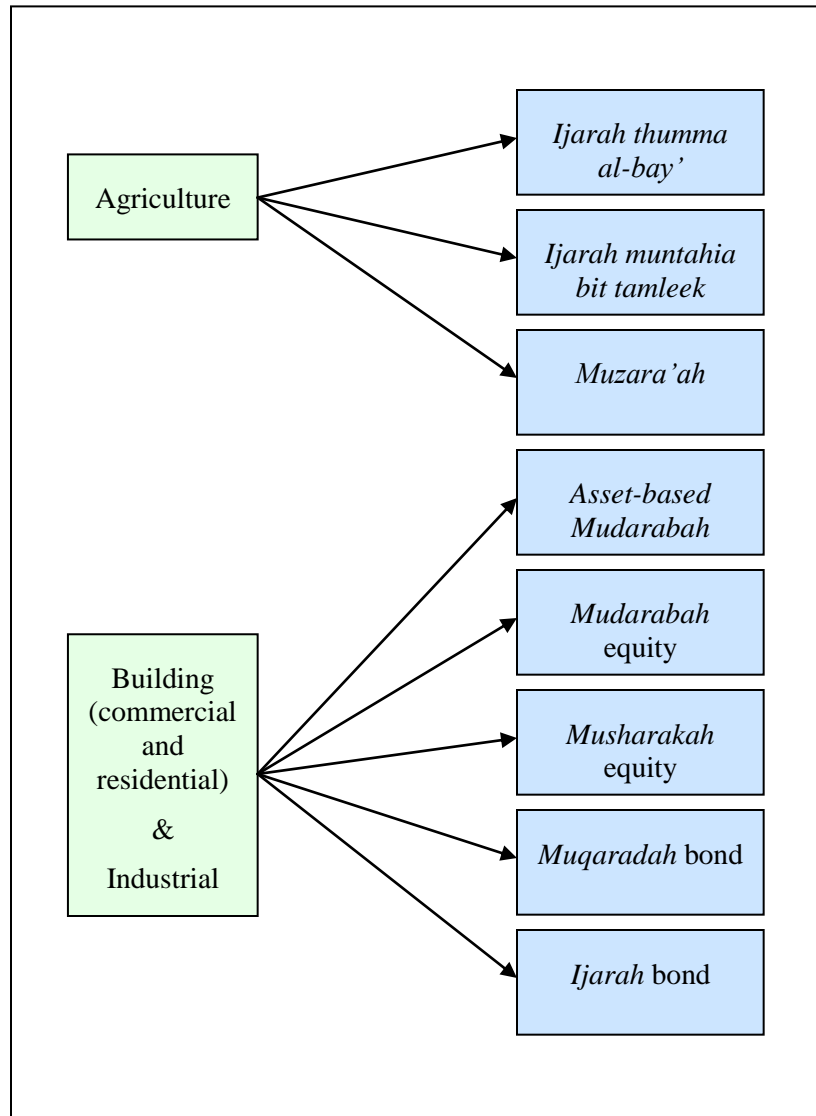 Agriculture
Ijarah thumma
al-bay’
Ijarah muntahia
bit tamleek
Muzara’ah
Building
(commercial
and
residential)
&
Industrial
Asset-based
Mudarabah
Mudarabah
equity
Musharakah
equity
Muqaradah bond
Ijarah bond